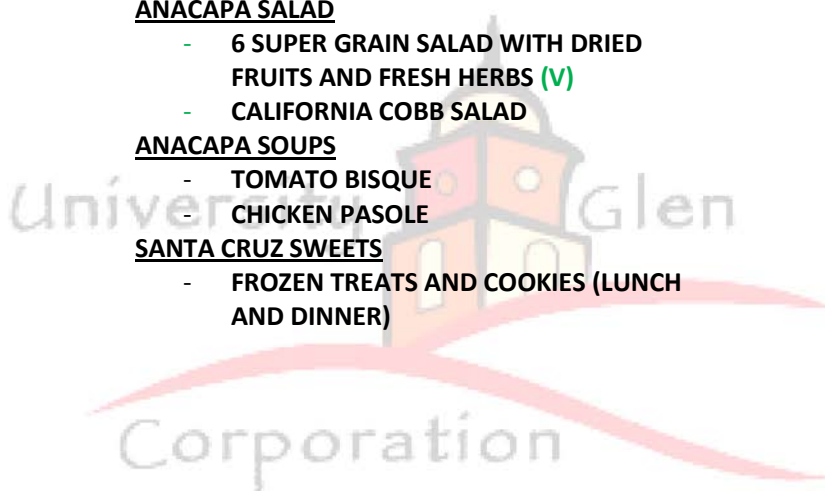 ANACAPA SALAD
- 6 SUPER GRAIN SALAD WITH DRIED
FRUITS AND FRESH HERBS (V)
- CALIFORNIA COBB SALAD
ANACAPA SOUPS
- TOMATO BISQUE
- CHICKEN PASOLE
SANTA CRUZ SWEETS
- FROZEN TREATS AND COOKIES (LUNCH
AND DINNER)
University Glen
Corporation